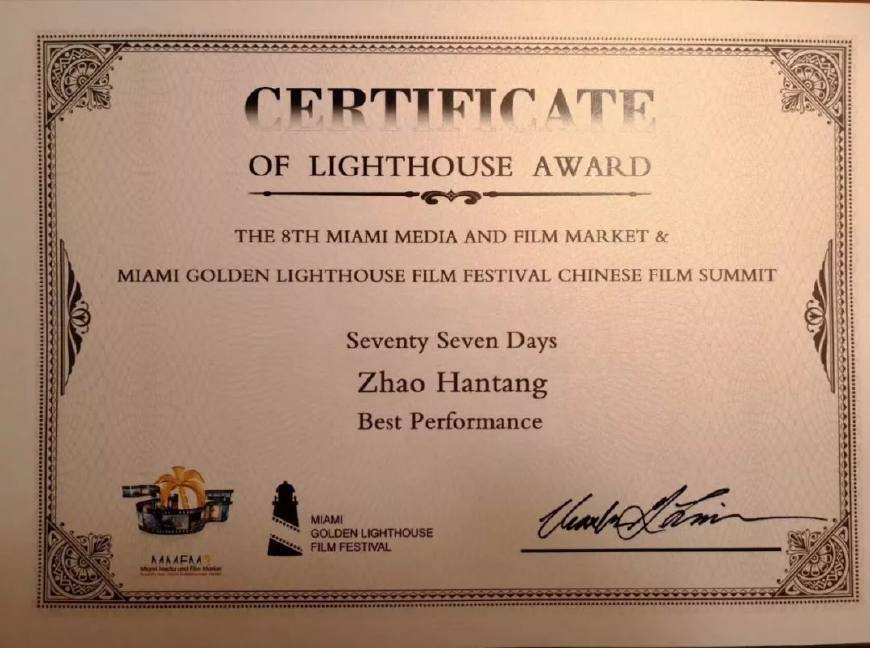 CERTIFICATE
OF LIGHTHOUSE AWARD
THE 8TH MIAMI MEDIA AND FILM MARKET &
MIAMI GOLDEN LIGHTHOUSE FILM FESTIVAL CHINESE FILM SUMMIT
Seventy Seven Days
Zhao Hantang
Best Performance
Miami Media and Film Market
MIAMI
GOLDEN LIGHTHOUSE
FILM FESTIVAL